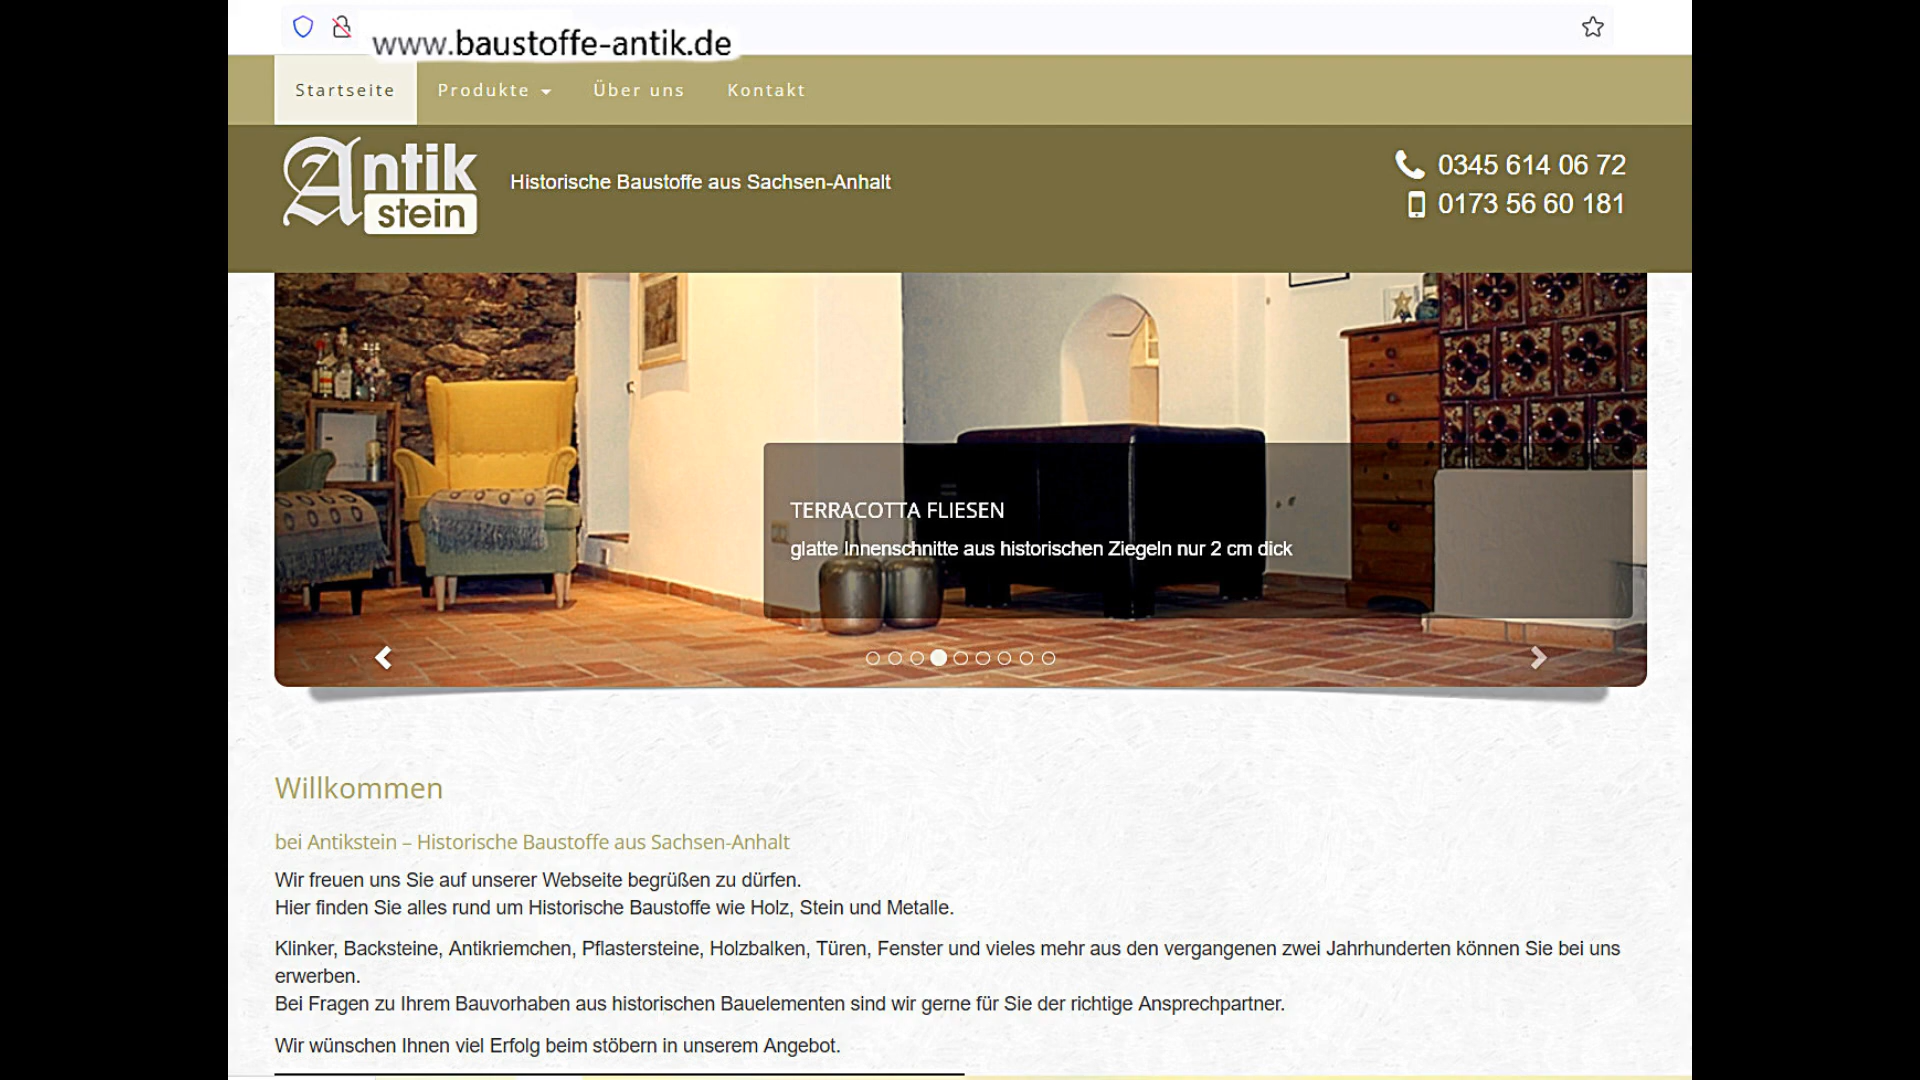 www.baustoffe-antik.de
Startseite Produkte Über uns Kontakt
Antik
stein
Historische Baustoffe aus Sachsen-Anhalt
0345 614 06 72
0173 56 60 181
TERRACOTTA FLIESEN
glatte Innenschnitte aus historischen Ziegeln nur 2 cm dick
Willkommen
bei Antikstein – Historische Baustoffe aus Sachsen-Anhalt
Wir freuen uns Sie auf unserer Webseite begrüßen zu dürfen.
Hier finden Sie alles rund um Historische Baustoffe wie Holz, Stein und Metalle.
Klinker, Backsteine, Antikriemchen, Pflastersteine, Holzbalken, Türen, Fenster und vieles mehr aus den vergangenen zwei Jahrhunderten können Sie bei uns
erwerben.
Bei Fragen zu Ihrem Bauvorhaben aus historischen Bauelementen sind wir gerne für Sie der richtige Ansprechpartner.
Wir wünschen Ihnen viel Erfolg beim stöbern in unserem Angebot.